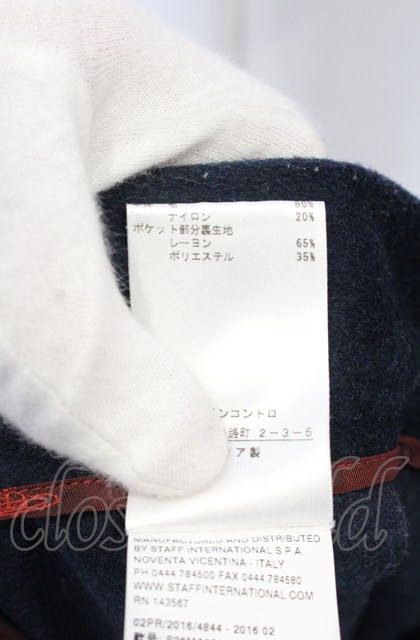 毛 80%
ナイロン 20%
ポケット部分裏生地
レーヨン 65%
ポリエステル 35%
ンコントロ
路町 2-3-5
ア製
MANUFACTURED AND DISTRIBUTED
BY STAFF INTERNATIONAL S.P.A.
NOVENTA VICENTINA - ITALY
PH 0444 784500 FAX 0444 784580
WWW.STAFFINTERNATIONAL.COM
RN 143567
02PR/2016/4844 - 2016 02